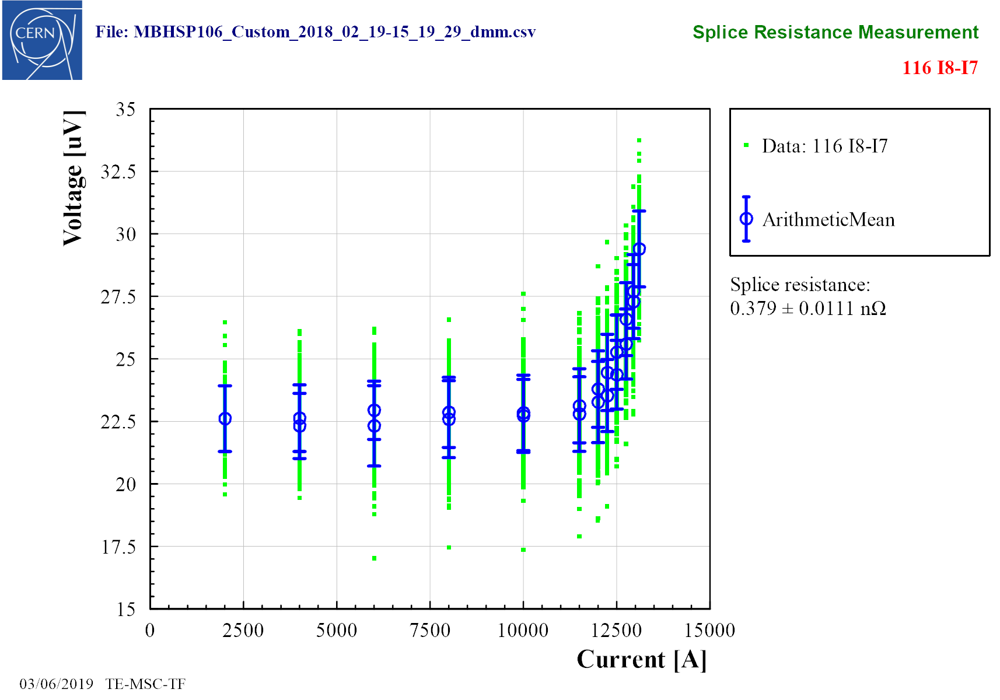 CERN
File: MBHSP106_Custom_2018_02_19-15_19_29_dmm.csv
Splice Resistance Measurement
116 I8-I7
Voltage [uV]
35
32.5
30
27.5
25
22.5
20
17.5
15
0
2500
5000
7500
10000
12500
15000
Current [A]
Data: 116 I8-I7
ArithmeticMean
Splice resistance:
0.379 ± 0.0111 nΩ
03/06/2019 TE-MSC-TF